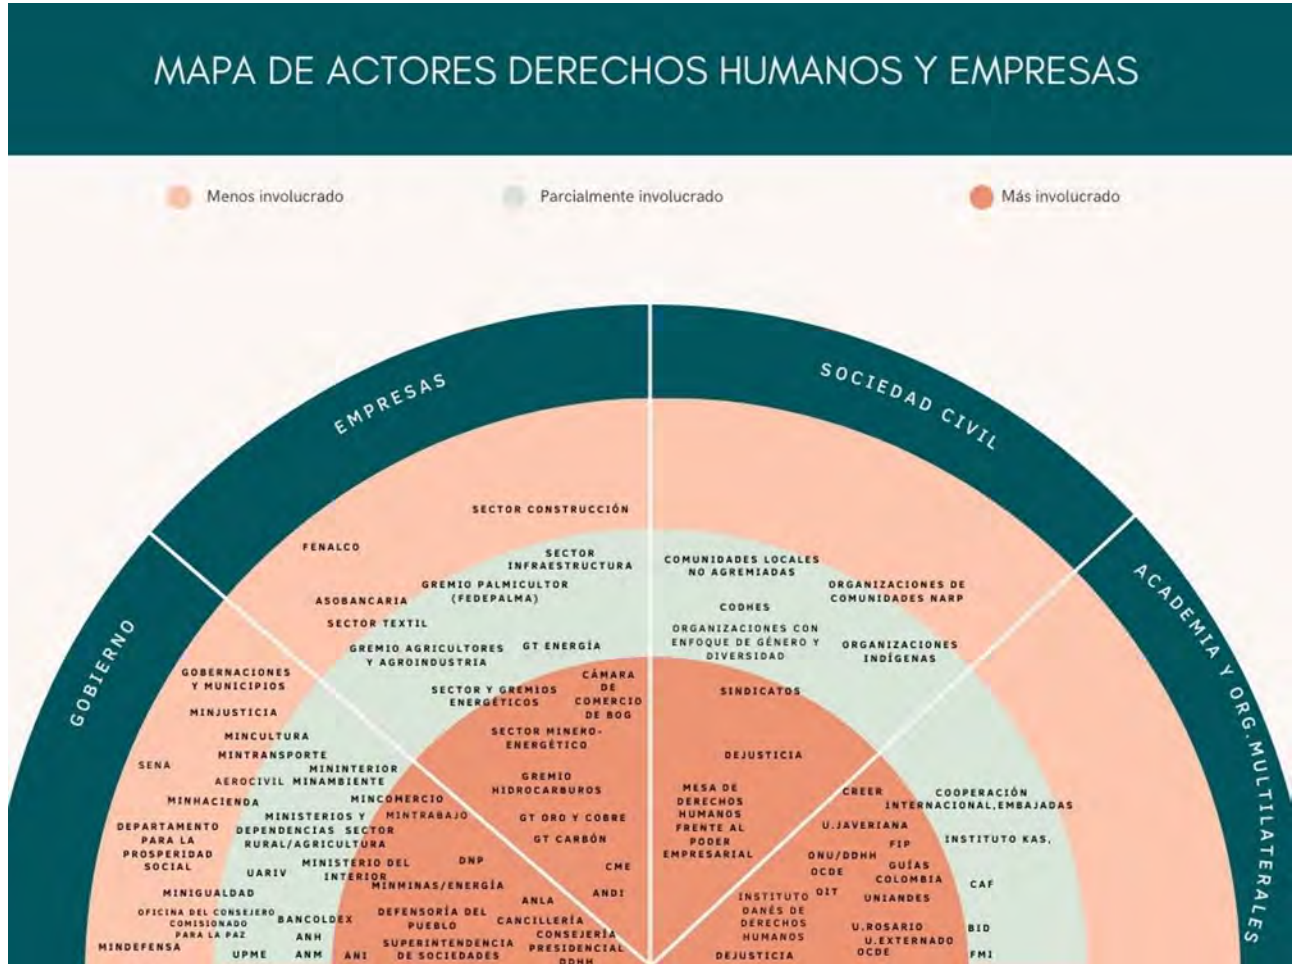 MAPA DE ACTORES DERECHOS HUMANOS Y EMPRESAS
Menos involucrado
Parcialmente involucrado
Más involucrado
GOBIERNO
EMPRESAS
SOCIEDAD CIVIL
ACADEMIA Y ORG.MULTILATERALES
SECTOR CONSTRUCCIÓN
FENALCO
SECTOR
INFRAESTRUCTURA
GREMIO PALMICULTOR
(FEDEPALMA)
ASOBANCARIA
SECTOR TEXTIL
GREMIO AGRICULTORES
Y AGROINDUSTRIA
GT ENERGÍA
SECTOR Y GREMIOS
ENERGÉTICOS
CÁMARA
DE
COMERCIO
DE BOG
SECTOR MINERO-
ENERGÉTICO
GREMIO
HIDROCARBUROS
GT ORO Y COBRE
GT CARBÓN
CME
ANDI
COMUNIDADES LOCALES
NO AGREMIADAS
ORGANIZACIONES DE
COMUNIDADES NARP
CODHES
ORGANIZACIONES CON
ENFOQUE DE GÉNERO Y
DIVERSIDAD
ORGANIZACIONES
INDÍGENAS
SINDICATOS
DEJUSTICIA
MESA DE
DERECHOS
HUMANOS
FRENTE AL
PODER
EMPRESARIAL
GOBERNACIONES
Y MUNICIPIOS
MINJUSTICIA
MINCULTURA
MINTRANSPORTE
SENA
MININTERIOR
AEROCIVIL
MINAMBIENTE
MINHACIENDA
MINCOMERCIO
MINISTERIOS Y
DEPENDENCIAS SECTOR
RURAL/AGRICULTURA
MINTRABAJO
DEPARTAMENTO
PARA LA
PROSPERIDAD
SOCIAL
MINISTERIO DEL
INTERIOR
DNP
UARIV
MINMINAS/ENERGÍA
MINIGUALDAD
ANLA
OFICINA DEL CONSEJERO
COMISIONADO
PARA LA PAZ
BANCOLDEX
DEFENSORÍA DEL
PUEBLO
CANCILLERÍA
ANH
CONSEJERÍA
PRESIDENCIAL
DDHH
MINDEFENSA
SUPERINTENDENCIA
DE SOCIEDADES
UPME
ANM
ANI
CREER
COOPERACIÓN
INTERNACIONAL,EMBAJADAS
U.JAVERIANA
FIP
INSTITUTO KAS,
ONU/DDHH
OCDE
GUÍAS
COLOMBIA
CAF
OIT
UNIANDES
INSTITUTO
DANÉS DE
DERECHOS
HUMANOS
U.ROSARIO
BID
U.EXTERNADO
OCDE
DEJUSTICIA
FMI